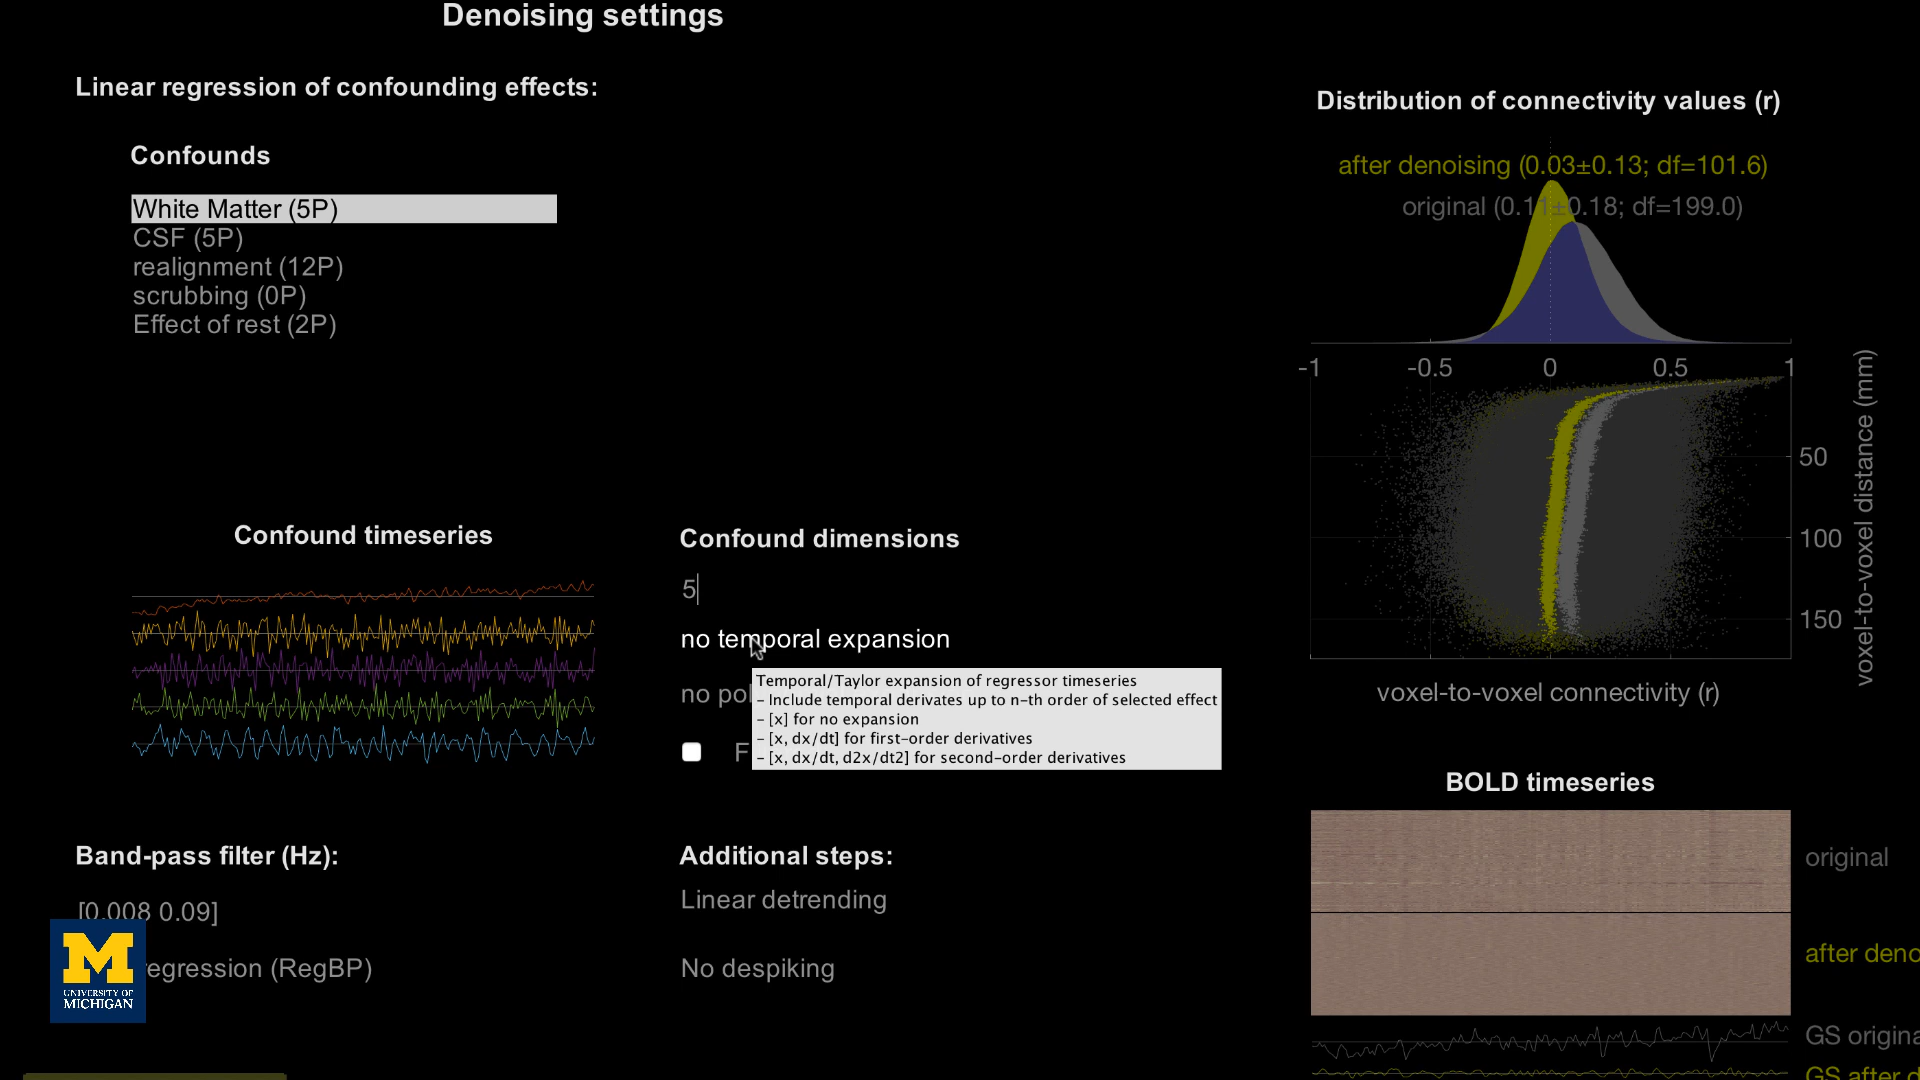 Denoising settings
Linear regression of confounding effects:
Confounds
White Matter (5P)
CSF (5P)
realignment (12P)
scrubbing (0P)
Effect of rest (2P)
Confound timeseries
Confound dimensions
5
no temporal expansion
no pol
F
Temporal/Taylor expansion of regressor timeseries
- Include temporal derivates up to n-th order of selected effect
- [x] for no expansion
- [x, dx/dt] for first-order derivatives
- [x, dx/dt, d2x/dt2] for second-order derivatives
Band-pass filter (Hz):
[0.008 0.09]
regression (RegBP)
Additional steps:
Linear detrending
No despiking
UNIVERSITY OF
MICHIGAN
Distribution of connectivity values (r)
after denoising (0.03±0.13; df=101.6)
original (0.11±0.18; df=199.0)
-1 -0.5 0 0.5 1
50
100
150
voxel-to-voxel distance (mm)
voxel-to-voxel connectivity (r)
BOLD timeseries
original
after deno
GS origina
GS after d